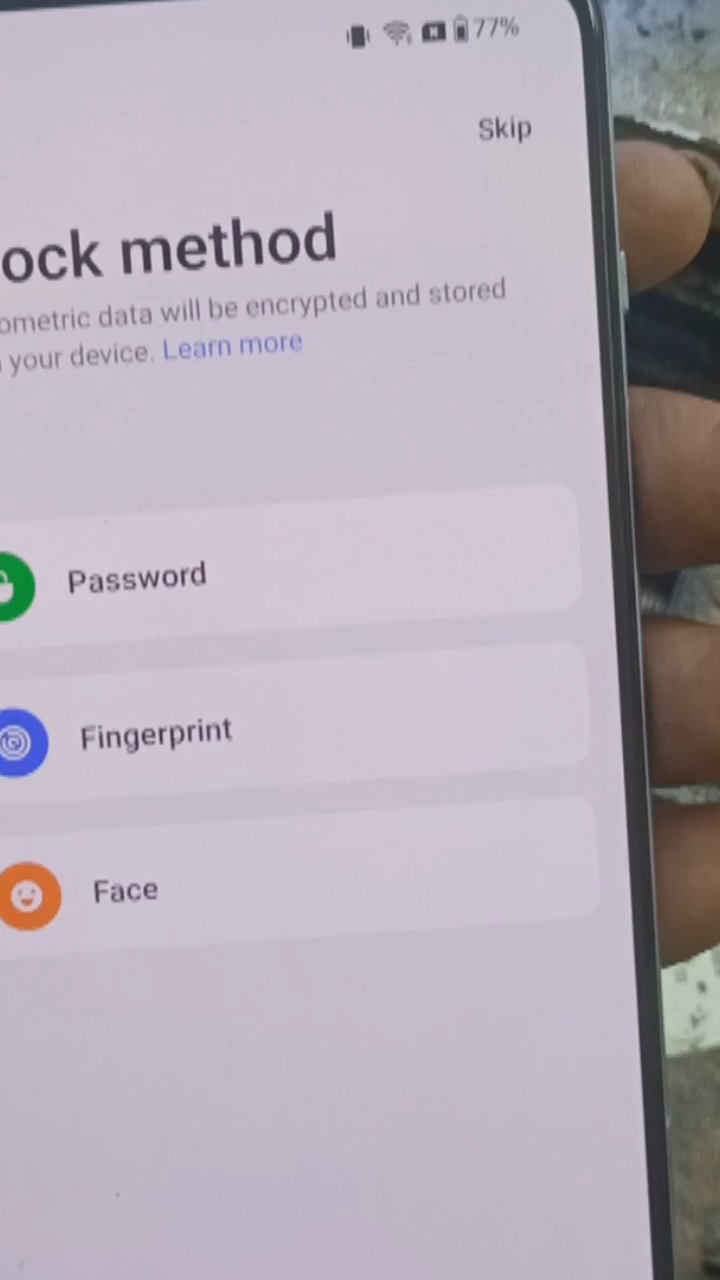 77%
Skip
ock method
ometric data will be encrypted and stored
your device. Learn more
Password
Fingerprint
Face